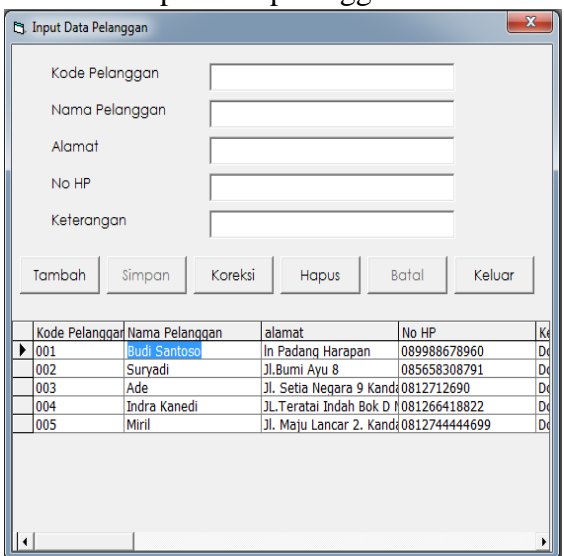 Input Data Pelanggan
Kode Pelanggan
Nama Pelanggan
Alamat
No HP
Keterangan
Tambah Simpan Koreksi Hapus Batal Keluar
Kode Pelanggan Nama Pelanggan alamat No HP
001 Budi Santoso ln Padang Harapan 089988678960
002 Suryadi Jl.Bumi Ayu 8 085658308791
003 Ade Jl. Setia Negara 9 Kanda 0812712690
004 Indra Kanedi JL.Teratai Indah Bok D 081266418822
005 Miril Jl. Maju Lancar 2. Kanda 0812744444699